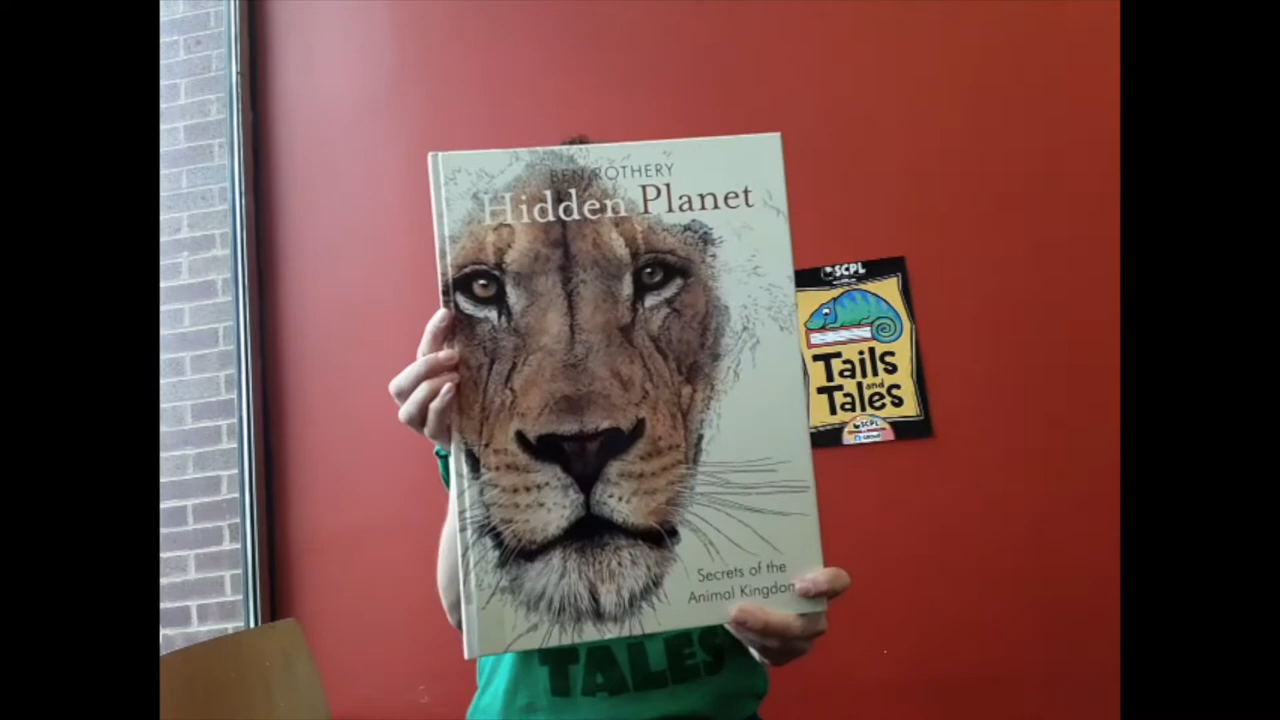 BEN ROTHERY
Hidden Planet
Secrets of the
Animal Kingdom
SCPL
Tails
and
Tales
SCPL
TALES